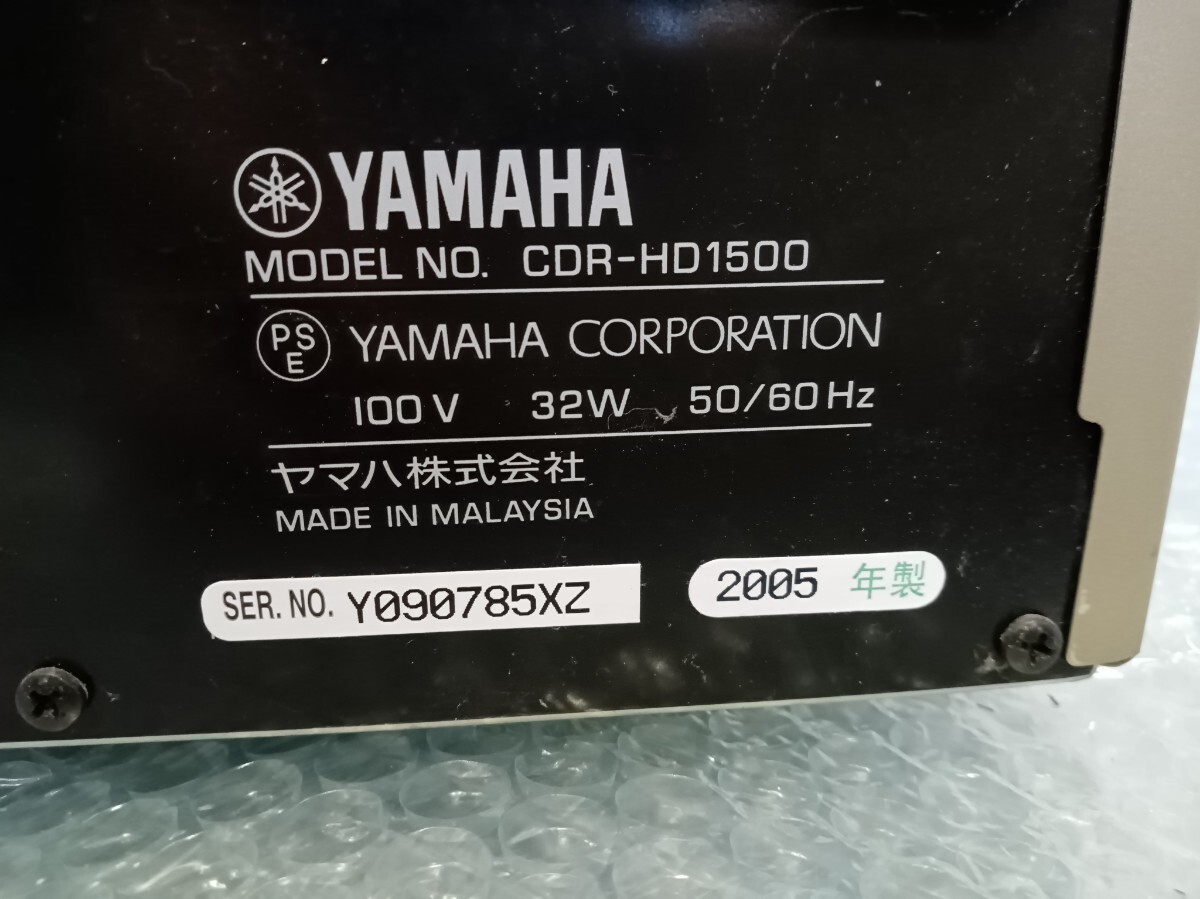 YAMAHA
MODEL NO. CDR-HD1500
PSE YAMAHA CORPORATION
100V 32W 50/60Hz
ヤマハ株式会社
MADE IN MALAYSIA
SER. NO. Y090785XZ 2005 年製